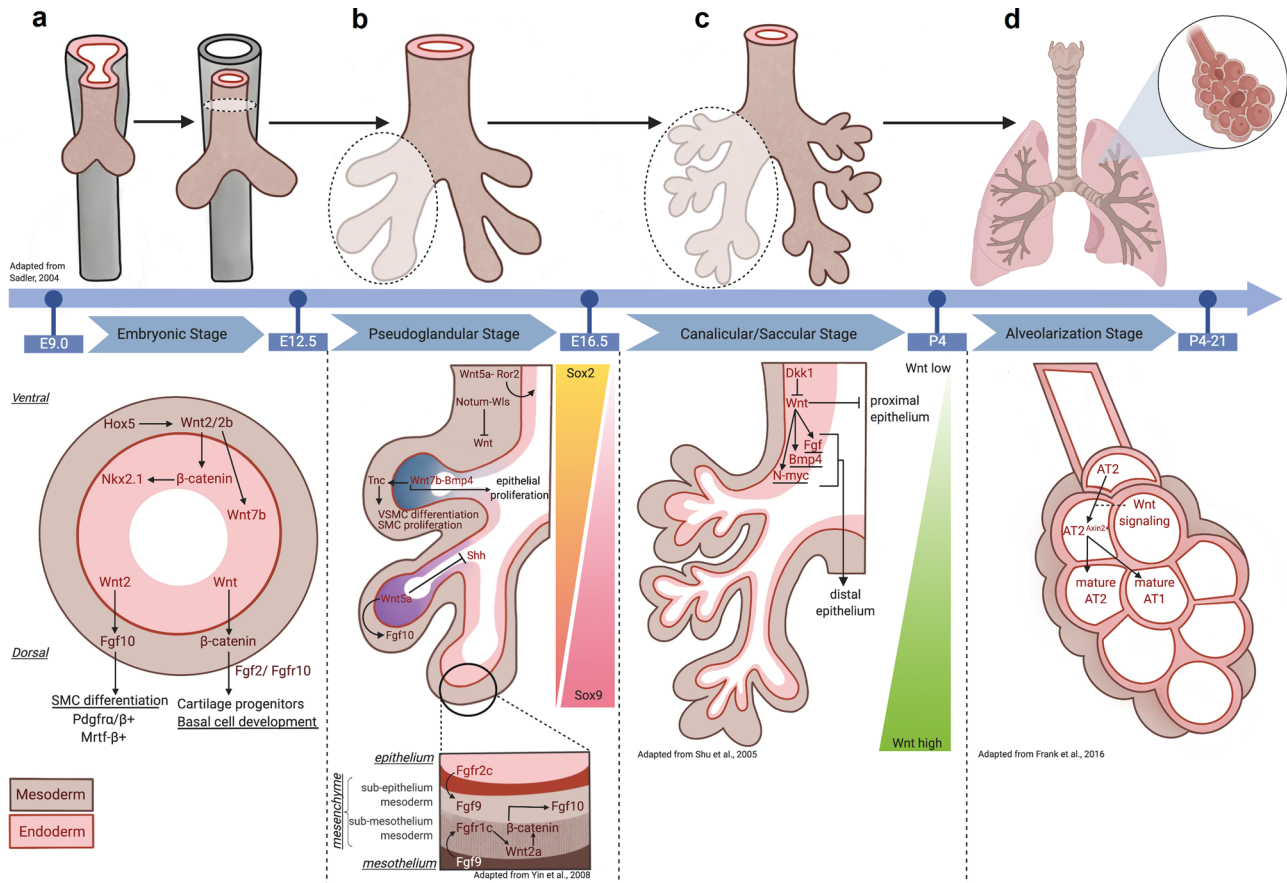 a
b
c
d
Adapted from
Sadler, 2004
E9.0
Embryonic Stage
E12.5
Pseudoglandular Stage
E16.5
Canalicular/Saccular Stage
P4
Alveolarization Stage
P4-21
Ventral
Hox5
Wnt2/2b
Nkx2.1
β-catenin
Wnt7b
Wnt2
Wnt
Fgf10
β-catenin
Dorsal
Fgf2/ Fgfr10
SMC differentiation
Pdgfrα/β+
Mrtf-β+
Cartilage progenitors
Basal cell development
Mesoderm
Endoderm
Wnt5a- Ror2
Notum-Wls
Wnt
Tnc
Wnt7b-Bmp4
epithelial
proliferation
VSMC differentiation
SMC proliferation
Shh
Wnt5a
Fgf10
Sox2
Sox9
epithelium
Fgfr2c
sub-epithelium
mesoderm
Fgf9
Fgf10
mesenchyme
sub-mesothelium
mesoderm
Fgfr1c
β-catenin
Wnt2a
mesothelium
Fgf9
Adapted from Yin et al., 2008
Dkk1
Wnt
proximal
epithelium
Fgf
Bmp4
N-myc
distal
epithelium
Adapted from Shu et al., 2005
Wnt low
Wnt high
AT2
Wnt
signaling
AT2 Axin2+
mature
AT2
mature
AT1
Adapted from Frank et al., 2016